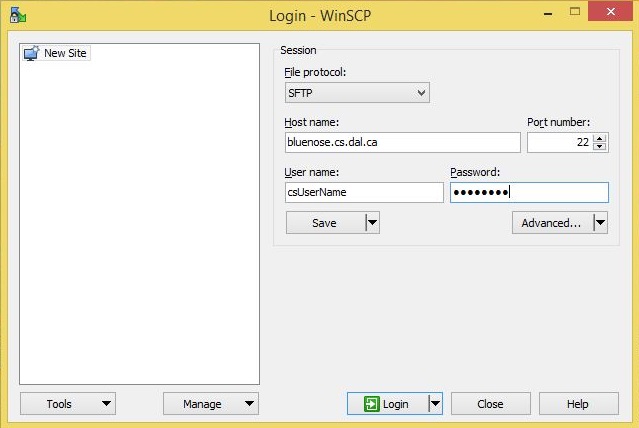 Login - WinSCP
New Site
Session
File protocol:
SFTP
Host name:
Port number:
bluenose.cs.dal.ca
22
User name:
Password:
csUserName
●●●●●●●●
Save
Advanced...
Tools
Manage
Login
Close
Help